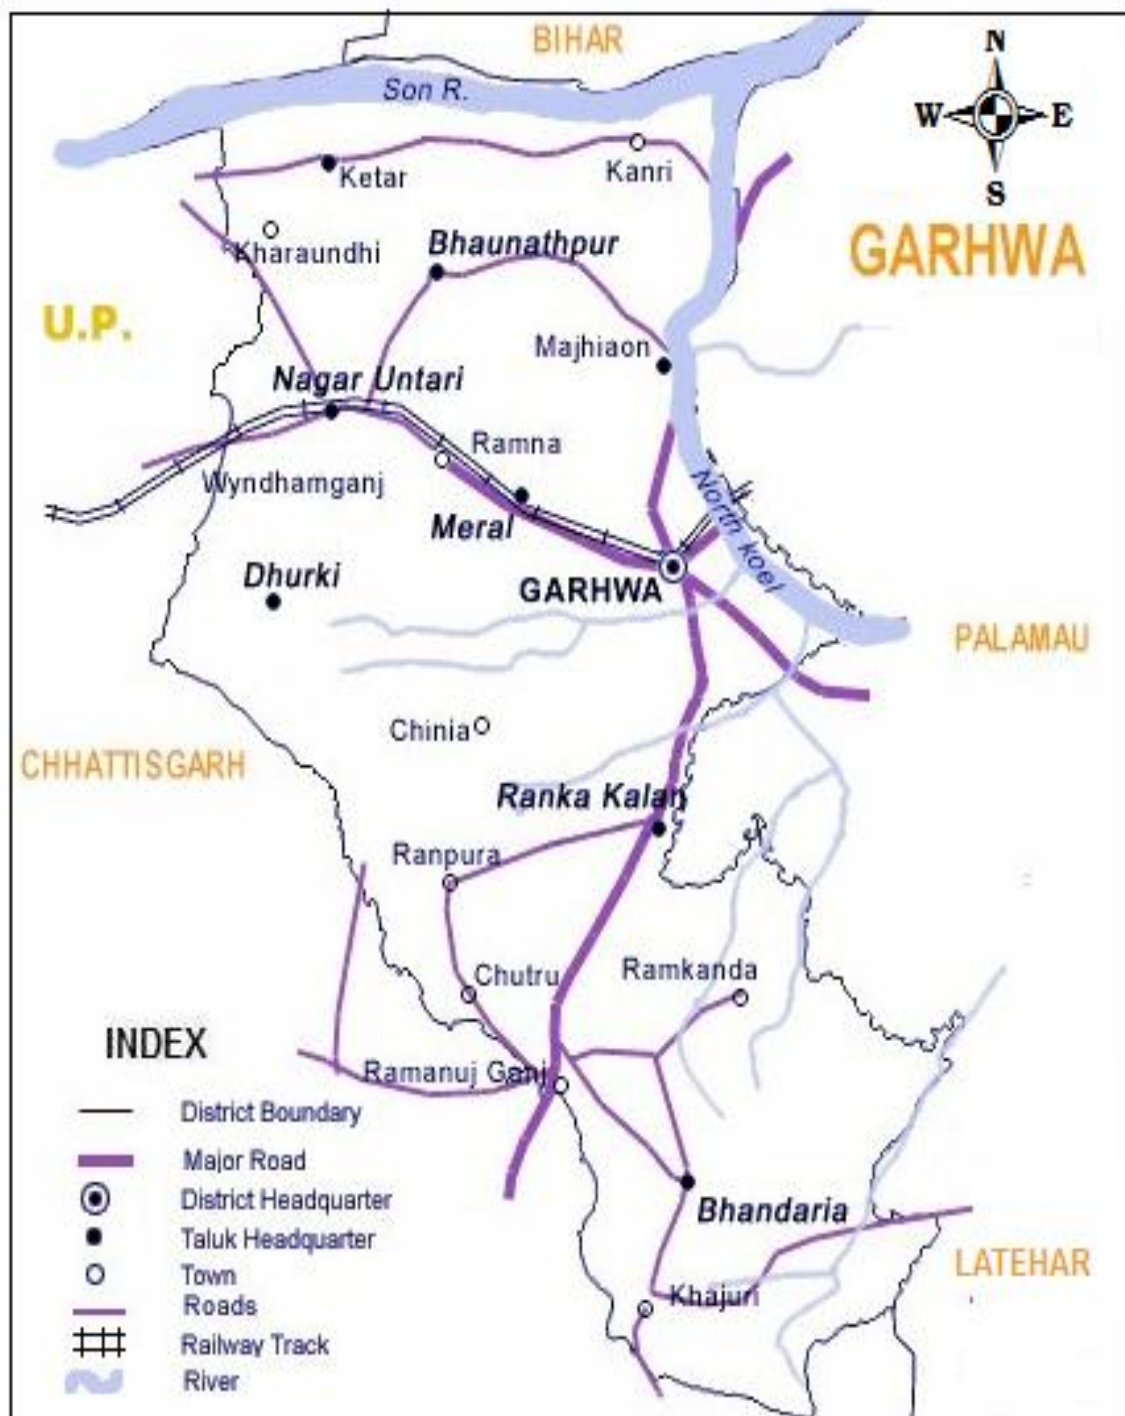 BIHAR
N
Son R.
W
E
Kanri
Ketar
S
Kharaundhi
Bhaunathpur
GARHWA
U.P.
Majhiaon
Nagar Untari
Ramna
Wyndhamganj
Meral
North koel
Dhurki
GARHWA
PALAMAU
Chinia
CHHATTISGARH
Ranka Kalan
Ranpura
Chutru
Ramkanda
INDEX
Ramanuj Ganj
District Boundary
Major Road
District Headquarter
Bhandaria
Taluk Headquarter
Town
LATEHAR
Khajuri
Roads
Railway Track
River